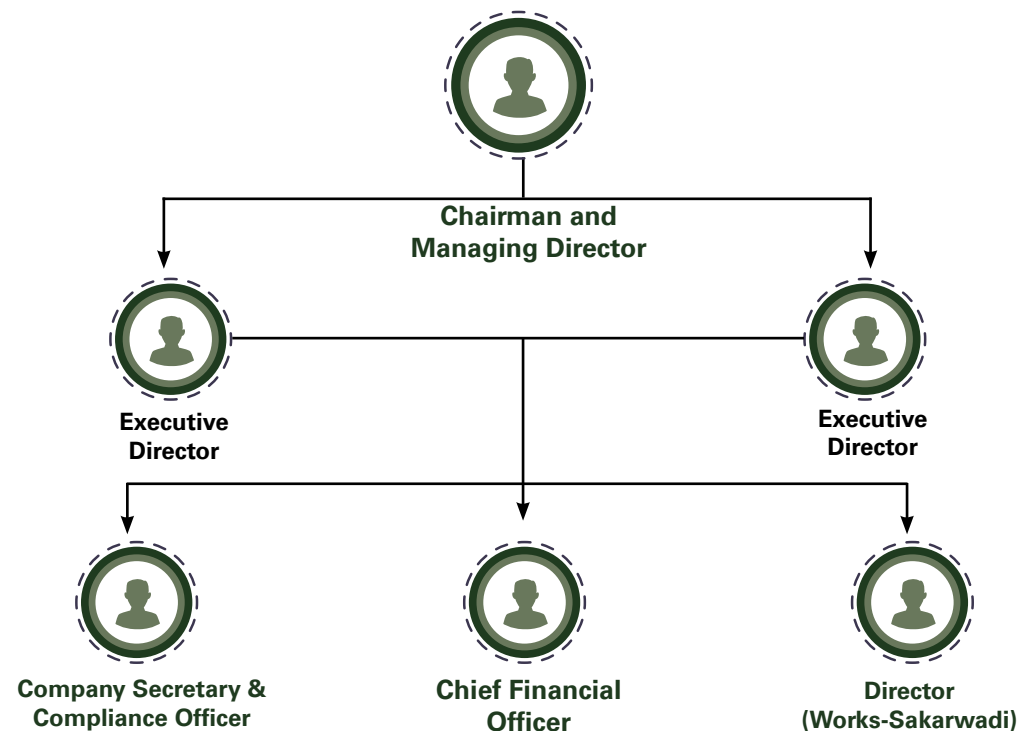 Chairman and
Managing Director
Executive
Director
Executive
Director
Company Secretary &
Compliance Officer
Chief Financial
Officer
Director
(Works-Sakarwadi)